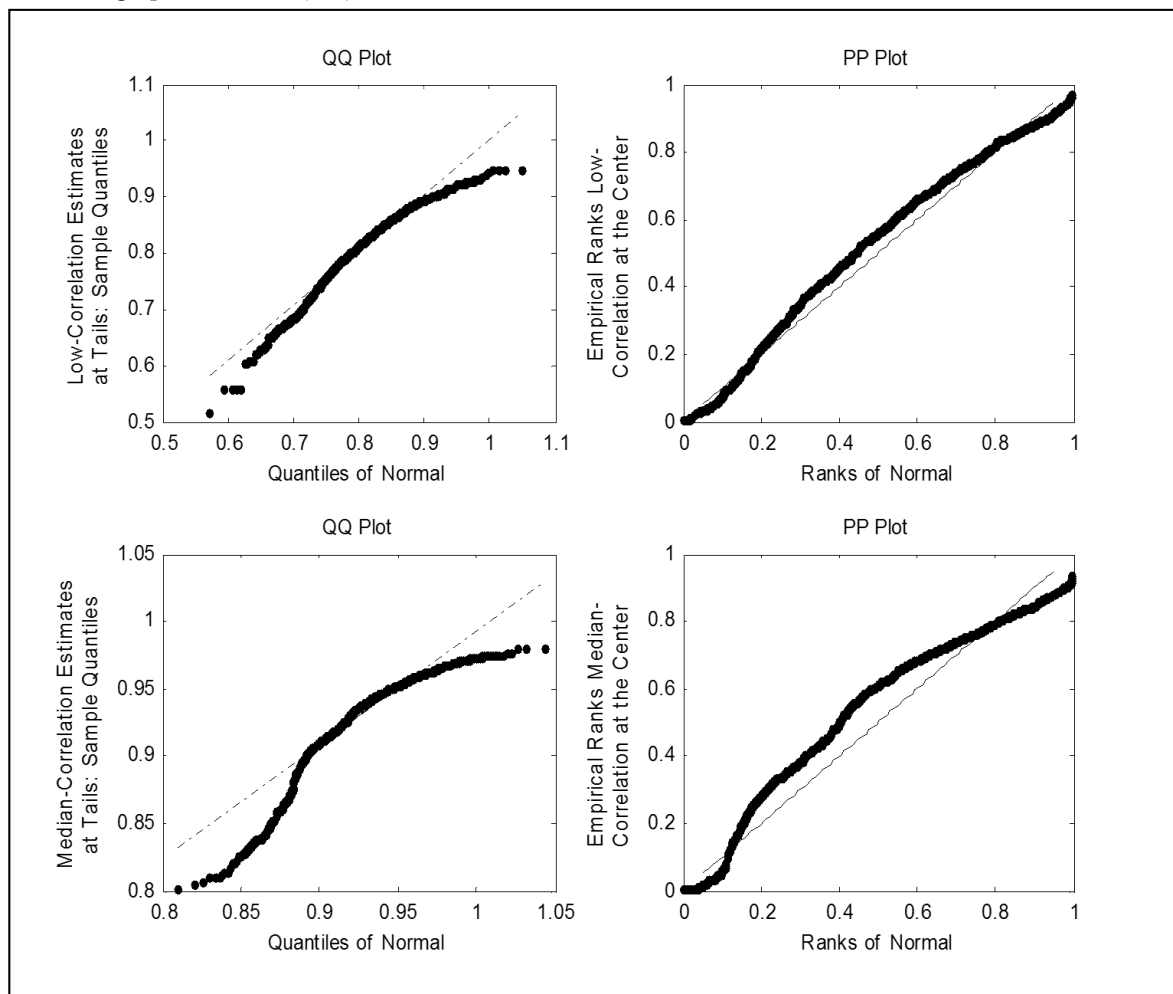 QQ Plot
Low-Correlation Estimates
at Tails: Sample Quantiles
1.1
1
0.9
0.8
0.7
0.6
0.5
0.5 0.6 0.7 0.8 0.9 1 1.1
Quantiles of Normal
PP Plot
Empirical Ranks Low-
Correlation at the Center
1
0.8
0.6
0.4
0.2
0
0 0.2 0.4 0.6 0.8 1
Ranks of Normal
QQ Plot
Median-Correlation Estimates
at Tails: Sample Quantiles
1.05
1
0.95
0.9
0.85
0.8
0.8 0.85 0.9 0.95 1 1.05
Quantiles of Normal
PP Plot
Empirical Ranks Median-
Correlation at the Center
1
0.8
0.6
0.4
0.2
0
0 0.2 0.4 0.6 0.8 1
Ranks of Normal